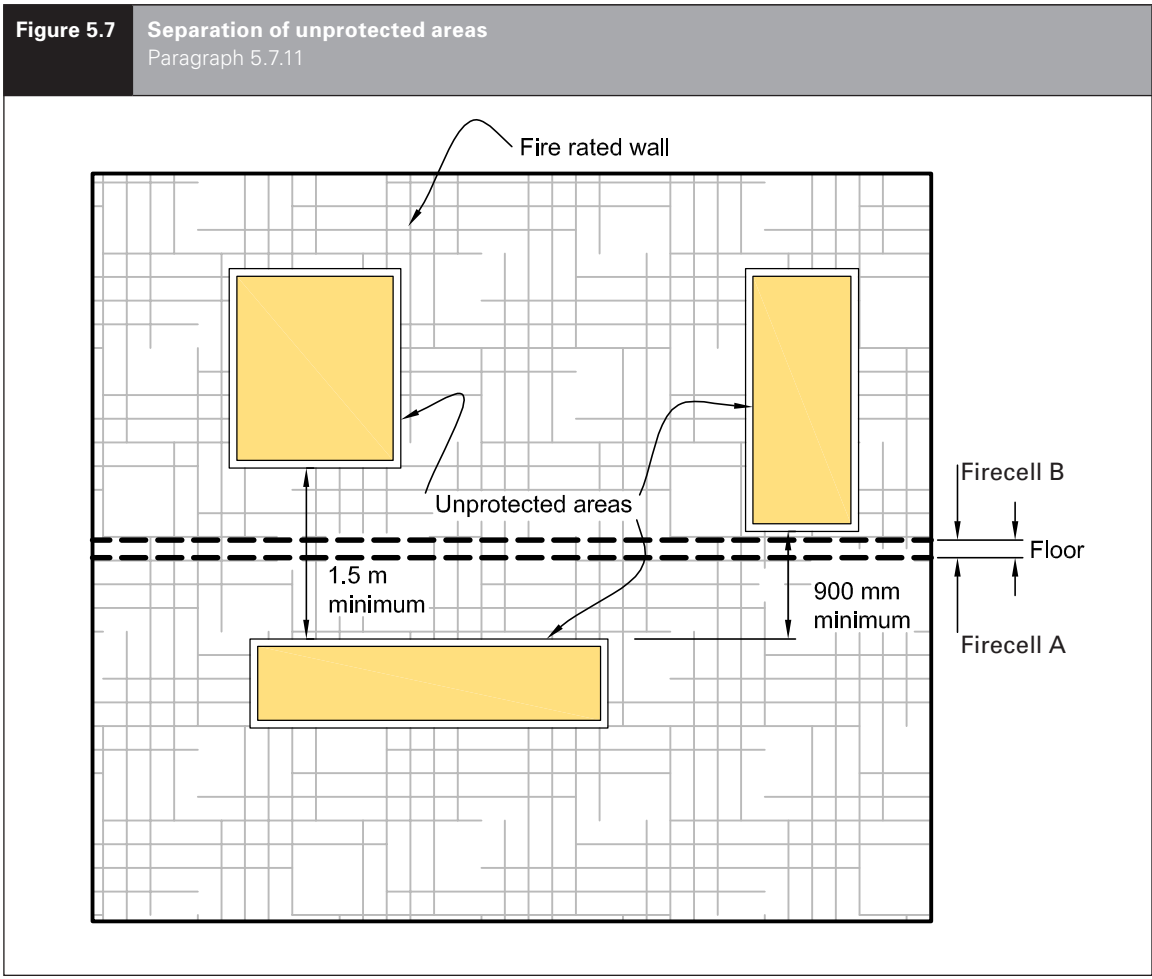 Figure 5.7
Separation of unprotected areas
Paragraph 5.7.11
Fire rated wall
Unprotected areas
Firecell B
Floor
1.5 m
minimum
900 mm
minimum
Firecell A